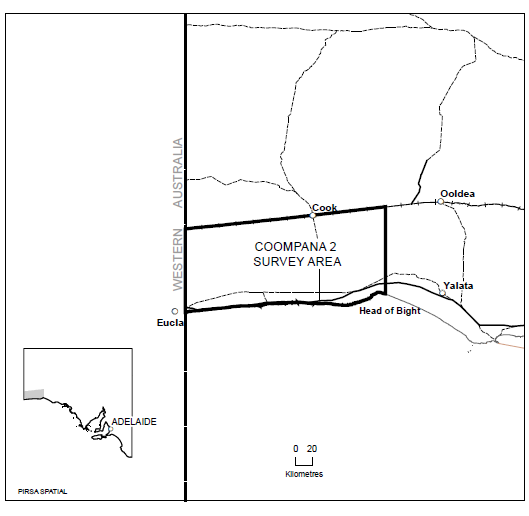 WESTERN AUSTRALIA
Cook
Ooldea
COOMPANA 2
SURVEY AREA
Yalata
Head of Bight
Eucla
ADELAIDE
0 20
Kilometres
PIRSA SPATIAL